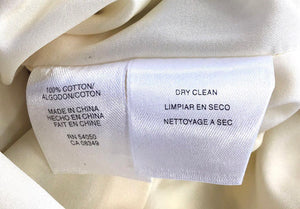 100% COTTON/
ALGODON/COTON
MADE IN CHINA
HECHO EN CHINA
FAIT EN CHINE
RN 54050
CA 08349
DRY CLEAN
LIMPIAR EN SECO
NETTOYAGE A SEC